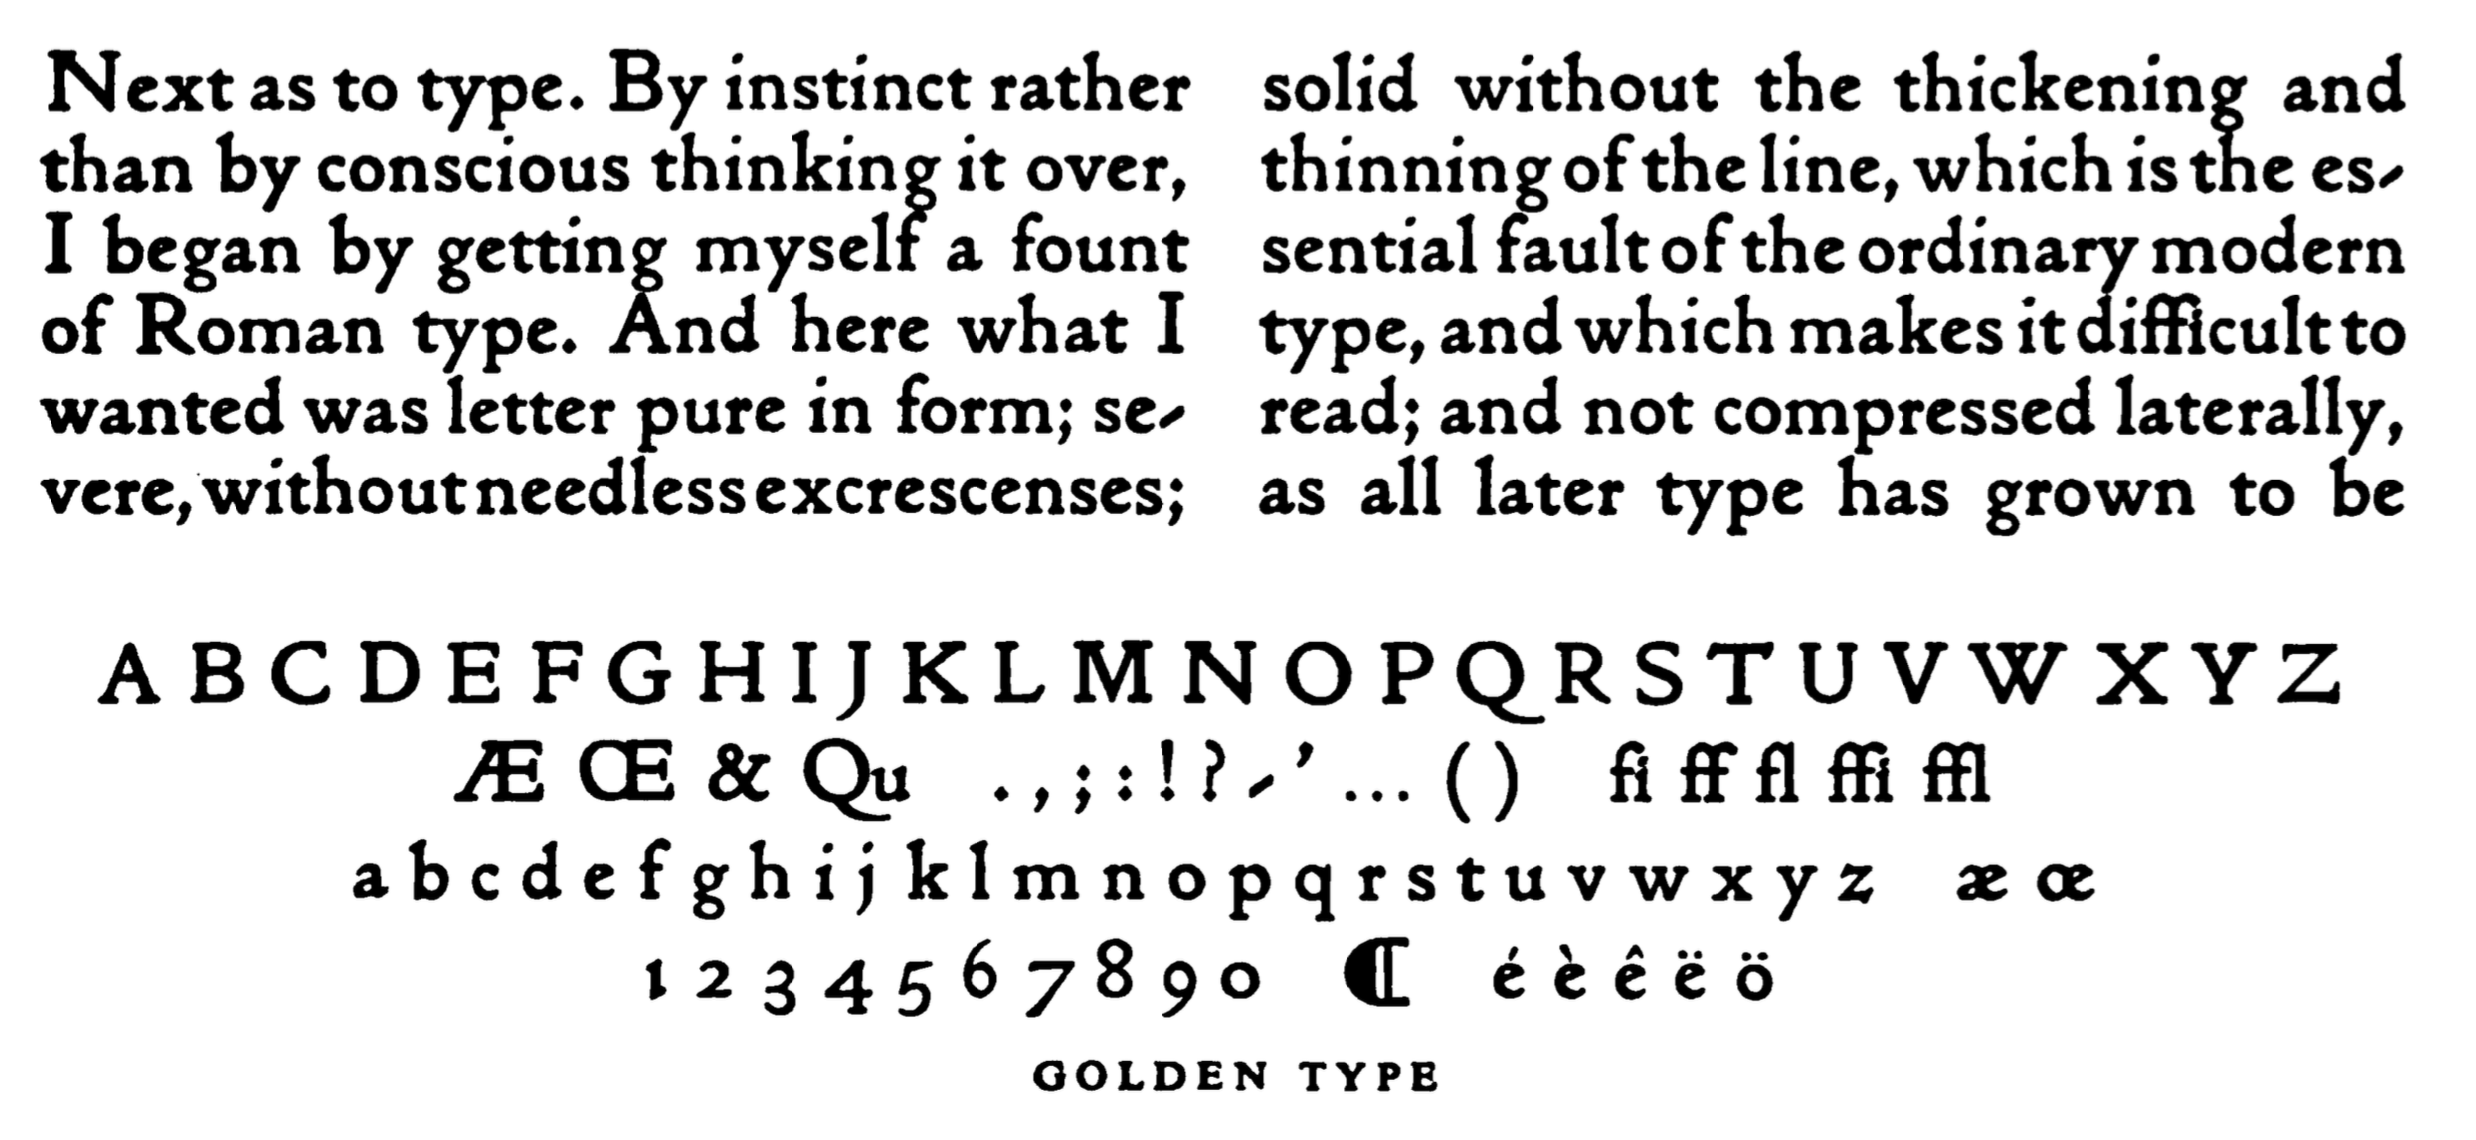 Next as to type. By instinct rather
than by conscious thinking it over,
I began by getting myself a fount
of Roman type. And here what I
wanted was letter pure in form; se-
vere, without needless excrescenses;
solid without the thickening and
thinning of the line, which is the es-
sential fault of the ordinary modern
type, and which makes it difficult to
read; and not compressed laterally,
as all later type has grown to be
A B C D E F G H I J K L M N O P Q R S T U V W X Y Z
Æ Œ & Qu . , ; : ! ? - ’ ... ( ) fi ff fl ffi ffl
a b c d e f g h i j k l m n o p q r s t u v w x y z æ œ
1 2 3 4 5 6 7 8 9 0 ¶ é è ê ë ö
GOLDEN TYPE